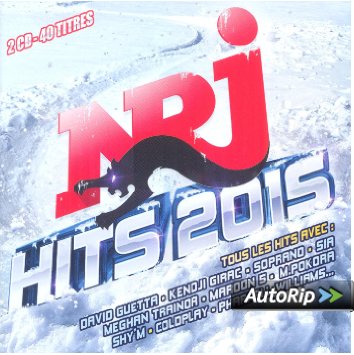 2 CD - 40 TITRES
NRJ
HITS 2015
TOUS LES HITS AVEC :
DAVID GUETTA • KENDJI GIRAC • SOPRANO • SIA
MEGHAN TRAINOR • MAROON 5 • M.POKORA
SHY'M • COLDPLAY • WILLIAMS...
AutoRip